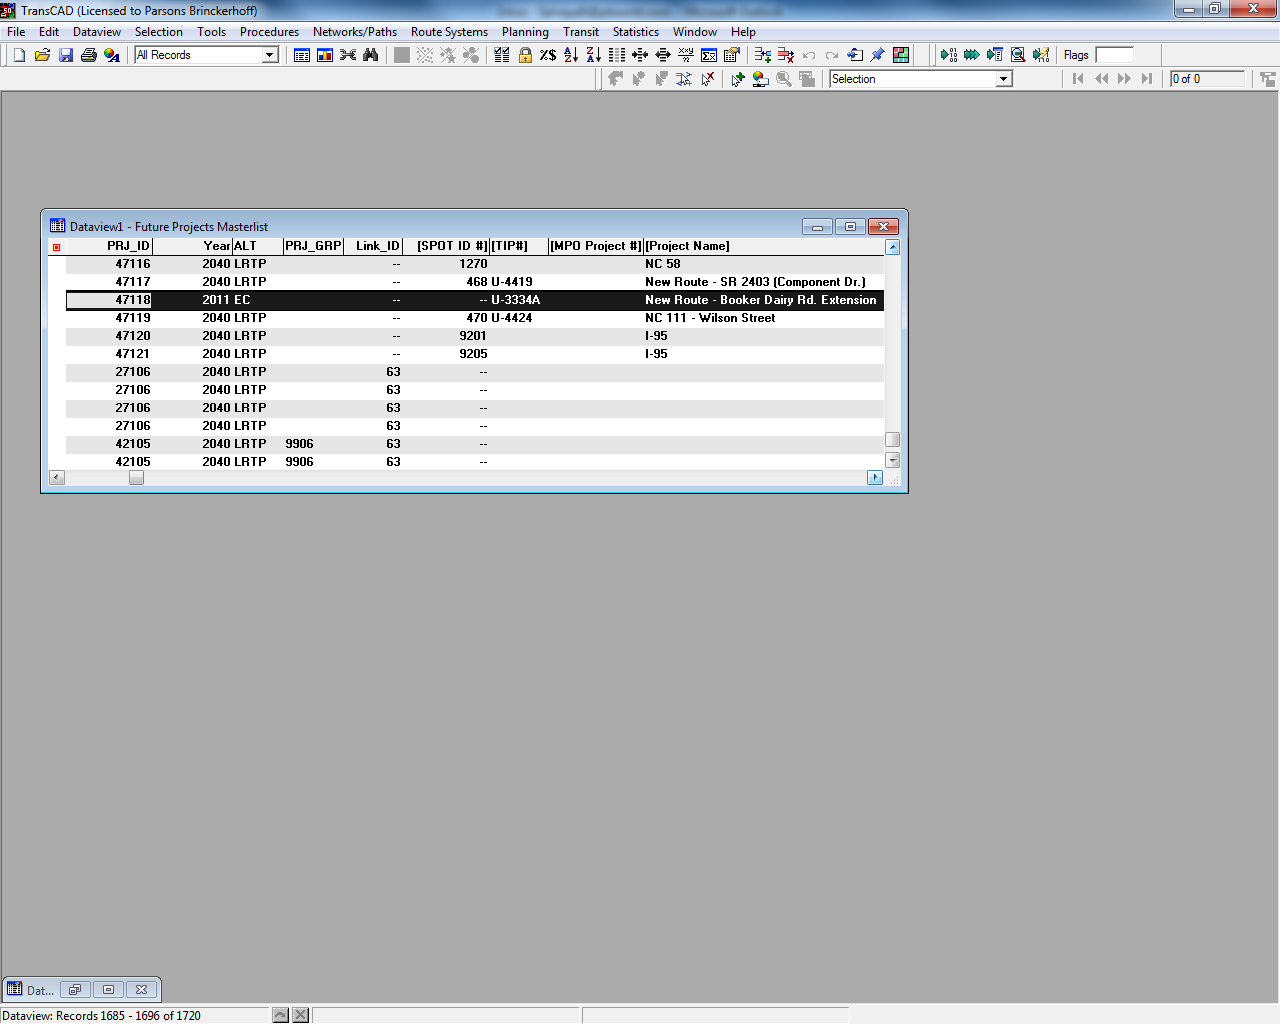 TransCAD (Licensed to Parsons Brinckerhoff)
File Edit Dataview Selection Tools Procedures Networks/Paths Route Systems Planning Transit Statistics Window Help
All Records Flags
Selection 0 of 0
Dataview1 - Future Projects Masterlist
PRJ_ID Year ALT PRJ_GRP Link_ID [SPOT ID #] [TIP#] [MPO Project #] [Project Name]
47116 2040 LRTP -- 1270 NC 58
47117 2040 LRTP -- 468 U-4419 New Route - SR 2403 (Component Dr.)
47118 2011 EC -- -- U-3334A New Route - Booker Dairy Rd. Extension
47119 2040 LRTP -- 470 U-4424 NC 111 - Wilson Street
47120 2040 LRTP -- 9201 I-95
47121 2040 LRTP -- 9205 I-95
27106 2040 LRTP 63 --
27106 2040 LRTP 63 --
27106 2040 LRTP 63 --
27106 2040 LRTP 63 --
42105 2040 LRTP 9906 63 --
42105 2040 LRTP 9906 63 --
Dat...
Dataview: Records 1685 - 1696 of 1720